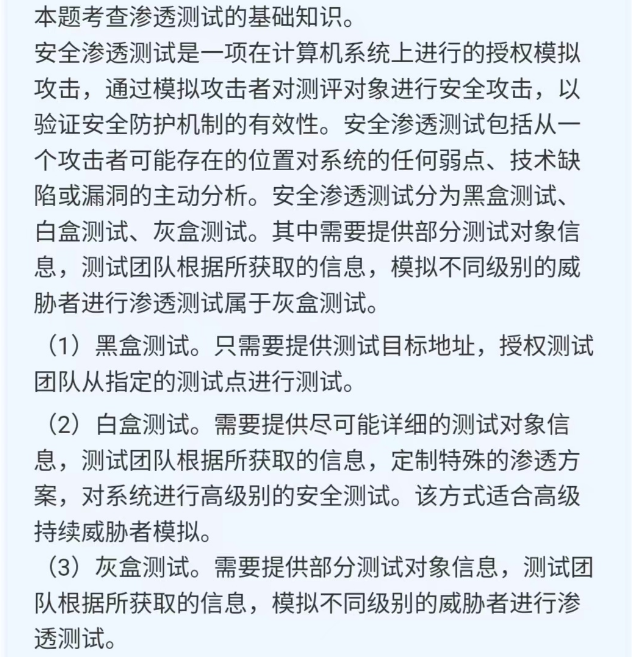 本题考查渗透测试的基础知识。
安全渗透测试是一项在计算机系统上进行的授权模拟
攻击，通过模拟攻击者对测评对象进行安全攻击，以
验证安全防护机制的有效性。安全渗透测试包括从一
个攻击者可能存在的位置对系统的任何弱点、技术缺
陷或漏洞的主动分析。安全渗透测试分为黑盒测试、
白盒测试、灰盒测试。其中需要提供部分测试对象信
息，测试团队根据所获取的信息，模拟不同级别的威
胁者进行渗透测试属于灰盒测试。
（1）黑盒测试。只需要提供测试目标地址，授权测试
团队从指定的测试点进行测试。
（2）白盒测试。需要提供尽可能详细的测试对象信
息，测试团队根据所获取的信息，定制特殊的渗透方
案，对系统进行高级别的安全测试。该方式适合高级
持续威胁者模拟。
（3）灰盒测试。需要提供部分测试对象信息，测试团
队根据所获取的信息，模拟不同级别的威胁者进行渗
透测试。